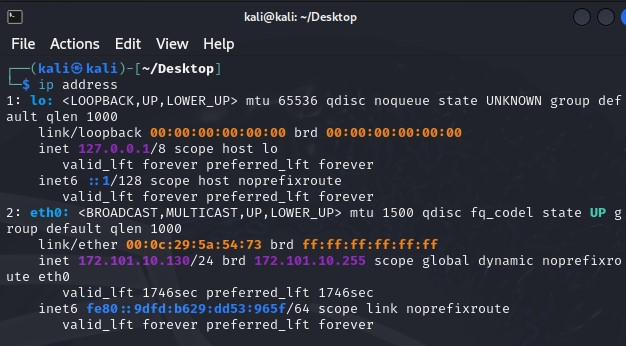 kali@kali: ~/Desktop
File Actions Edit View Help
┌──(kali㉿kali)-[~/Desktop]
└─$ ip address
1: lo: <LOOPBACK,UP,LOWER_UP> mtu 65536 qdisc noqueue state UNKNOWN group def
ault qlen 1000
    link/loopback 00:00:00:00:00:00 brd 00:00:00:00:00:00
    inet 127.0.0.1/8 scope host lo
       valid_lft forever preferred_lft forever
    inet6 ::1/128 scope host noprefixroute
       valid_lft forever preferred_lft forever
2: eth0: <BROADCAST,MULTICAST,UP,LOWER_UP> mtu 1500 qdisc fq_codel state UP g
roup default qlen 1000
    link/ether 00:0c:29:5a:54:73 brd ff:ff:ff:ff:ff:ff
    inet 172.101.10.130/24 brd 172.101.10.255 scope global dynamic noprefixro
ute eth0
       valid_lft 1746sec preferred_lft 1746sec
    inet6 fe80::9dfd:b629:dd53:965f/64 scope link noprefixroute
       valid_lft forever preferred_lft forever